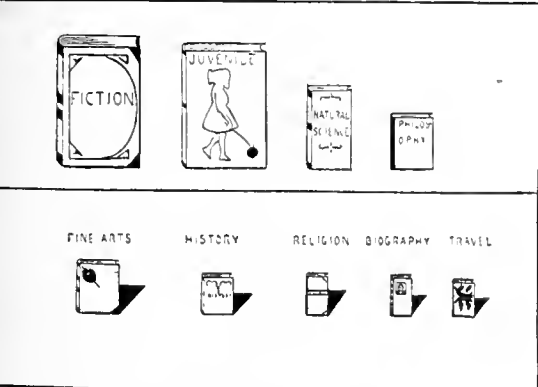 FICTION
JUVENILE
NATURAL
SCIENCE
PHILOS
OPHY
FINE ARTS
HISTORY
RELIGION
BIOGRAPHY
TRAVEL